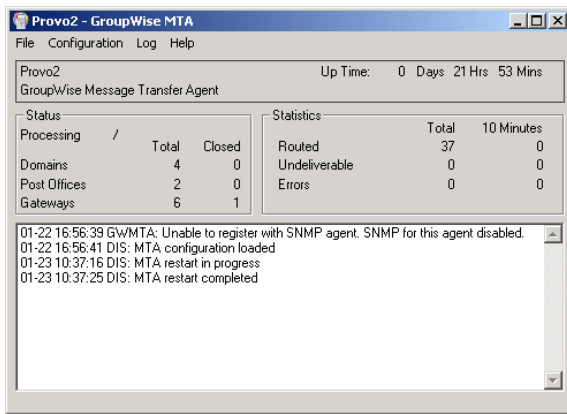 Provo2 - GroupWise MTA
File Configuration Log Help
Provo2 Up Time: 0 Days 21 Hrs 53 Mins
GroupWise Message Transfer Agent
Status
Processing /
Total Closed
Domains 4 0
Post Offices 2 0
Gateways 6 1
Statistics
Total 10 Minutes
Routed 37 0
Undeliverable 0 0
Errors 0 0
01-22 16:56:39 GWMTA: Unable to register with SNMP agent. SNMP for this agent disabled.
01-22 16:56:41 DIS: MTA configuration loaded
01-23 10:37:16 DIS: MTA restart in progress
01-23 10:37:25 DIS: MTA restart completed